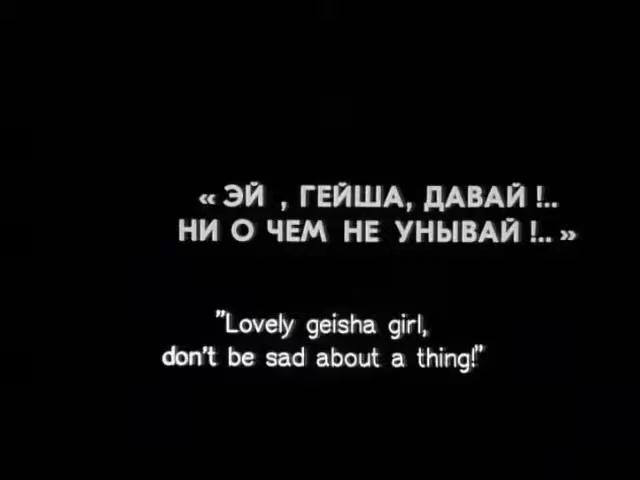 « ЭЙ , ГЕЙША, ДАВАЙ !..
НИ О ЧЕМ НЕ УНЫВАЙ !.. »
"Lovely geisha girl,
don't be sad about a thing!"